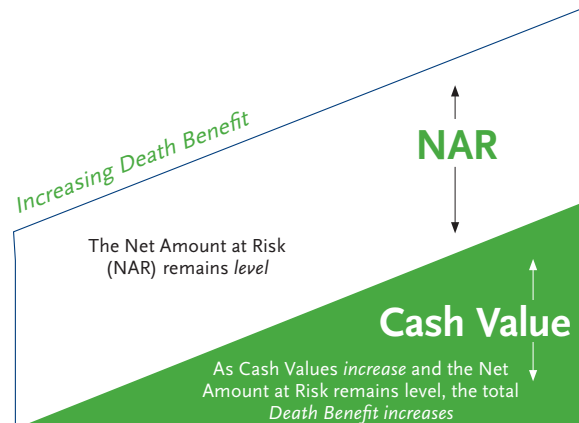 Increasing Death Benefit
NAR
The Net Amount at Risk
(NAR) remains level
Cash Value
As Cash Values increase and the Net
Amount at Risk remains level, the total
Death Benefit increases